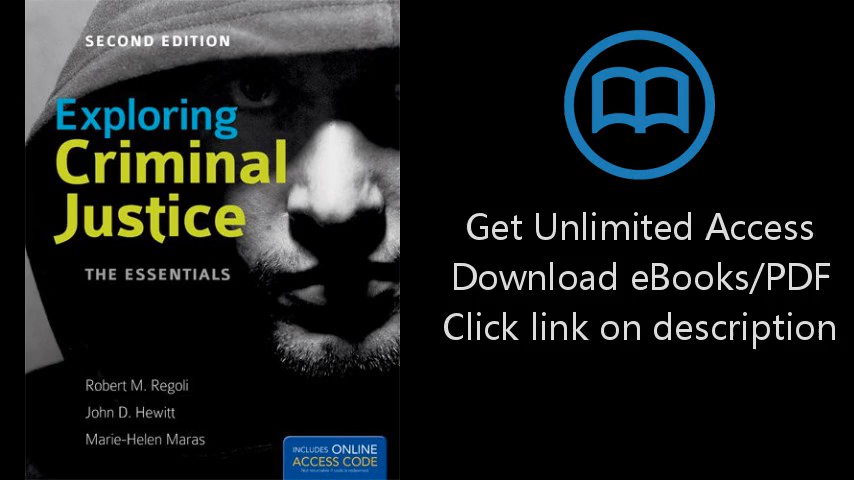 SECOND EDITION
Exploring
Criminal
Justice
THE ESSENTIALS
Robert M. Regoli
John D. Hewitt
Marie-Helen Maras
INCLUDES ONLINE
ACCESS CODE
Get Unlimited Access
Download eBooks/PDF
Click link on description